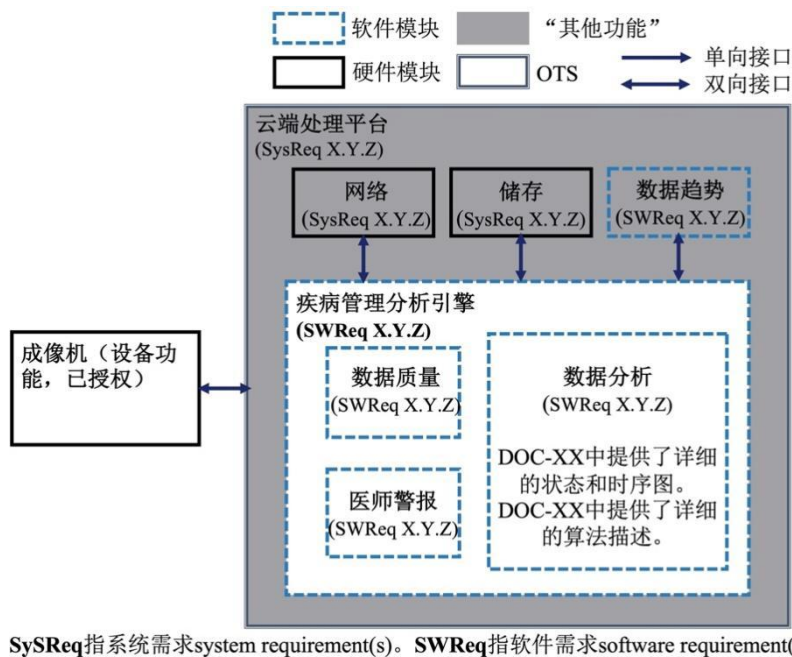 软件模块
“其他功能”
单向接口
硬件模块
OTS
双向接口
云端处理平台
(SysReq X.Y.Z)
网络
(SysReq X.Y.Z)
储存
(SysReq X.Y.Z)
数据趋势
(SWReq X.Y.Z)
疾病管理分析引擎
(SWReq X.Y.Z)
成像机（设备功
能，已授权）
数据质量
(SWReq X.Y.Z)
数据分析
(SWReq X.Y.Z)
DOC-XX中提供了详细
的状态和时序图。
DOC-XX中提供了详细
的算法描述。
医师警报
(SWReq X.Y.Z)
SySReq指系统需求system requirement(s)。SWReq指软件需求software requirement(